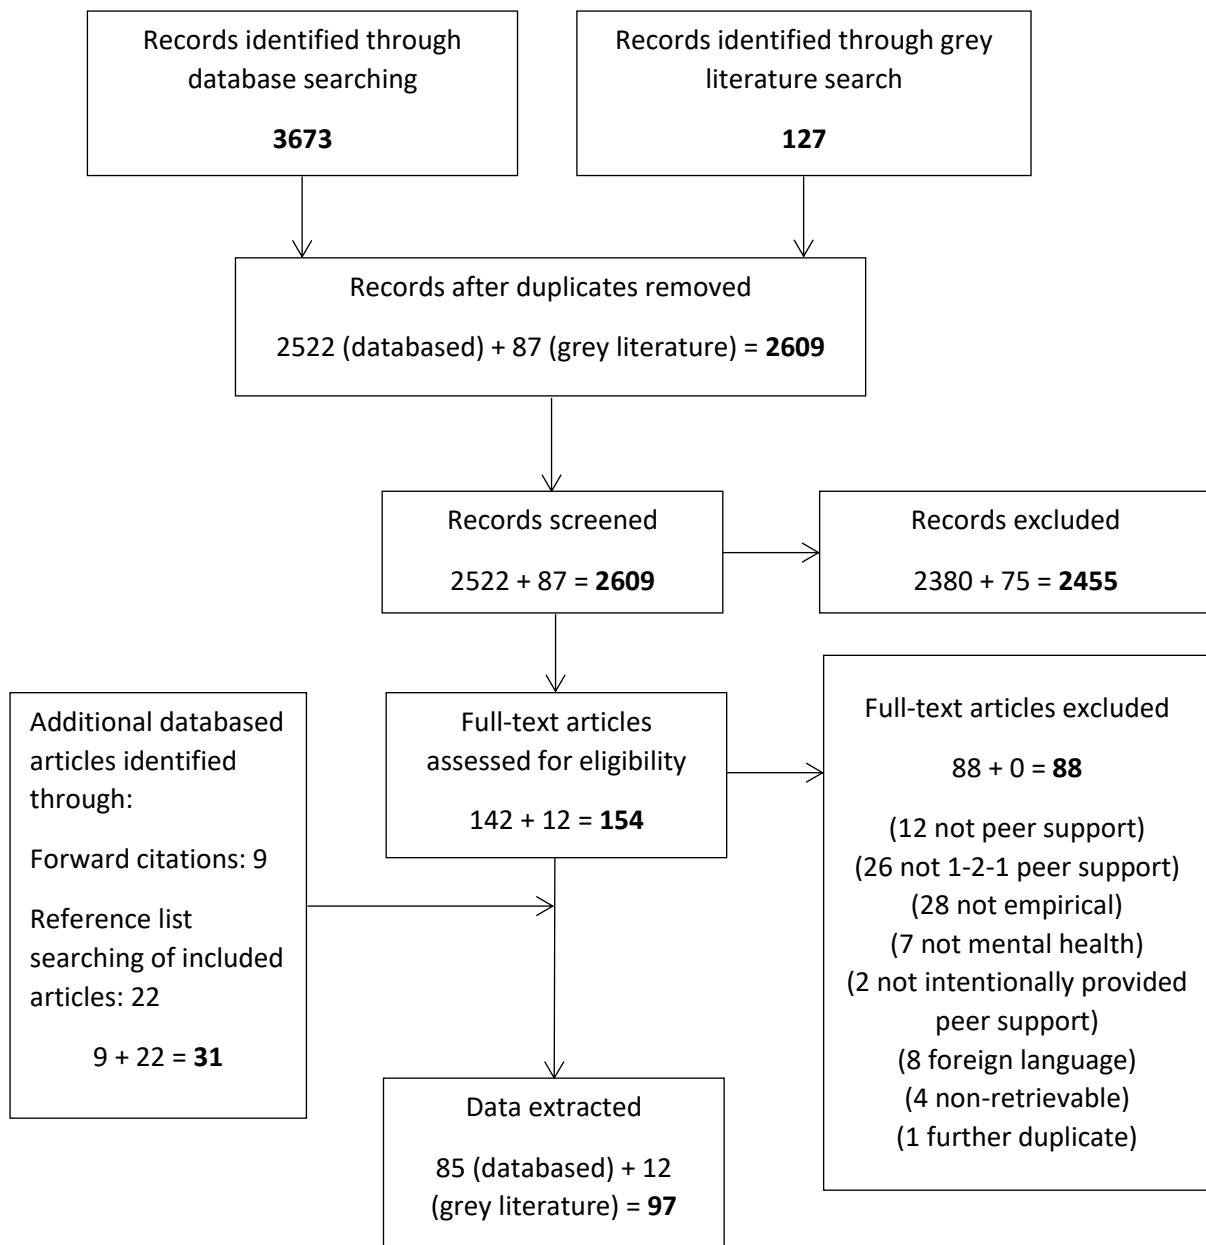 Records identified through
database searching
3673
Records identified through grey
literature search
127
Records after duplicates removed
2522 (databased) + 87 (grey literature) = 2609
Records screened
2522 + 87 = 2609
Records excluded
2380 + 75 = 2455
Additional databased
articles identified
through:
Forward citations: 9
Reference list
searching of included
articles: 22
9 + 22 = 31
Full-text articles
assessed for eligibility
142 + 12 = 154
Full-text articles excluded
88 + 0 = 88
(12 not peer support)
(26 not 1-2-1 peer support)
(28 not empirical)
(7 not mental health)
(2 not intentionally provided
peer support)
(8 foreign language)
(4 non-retrievable)
(1 further duplicate)
Data extracted
85 (databased) + 12
(grey literature) = 97